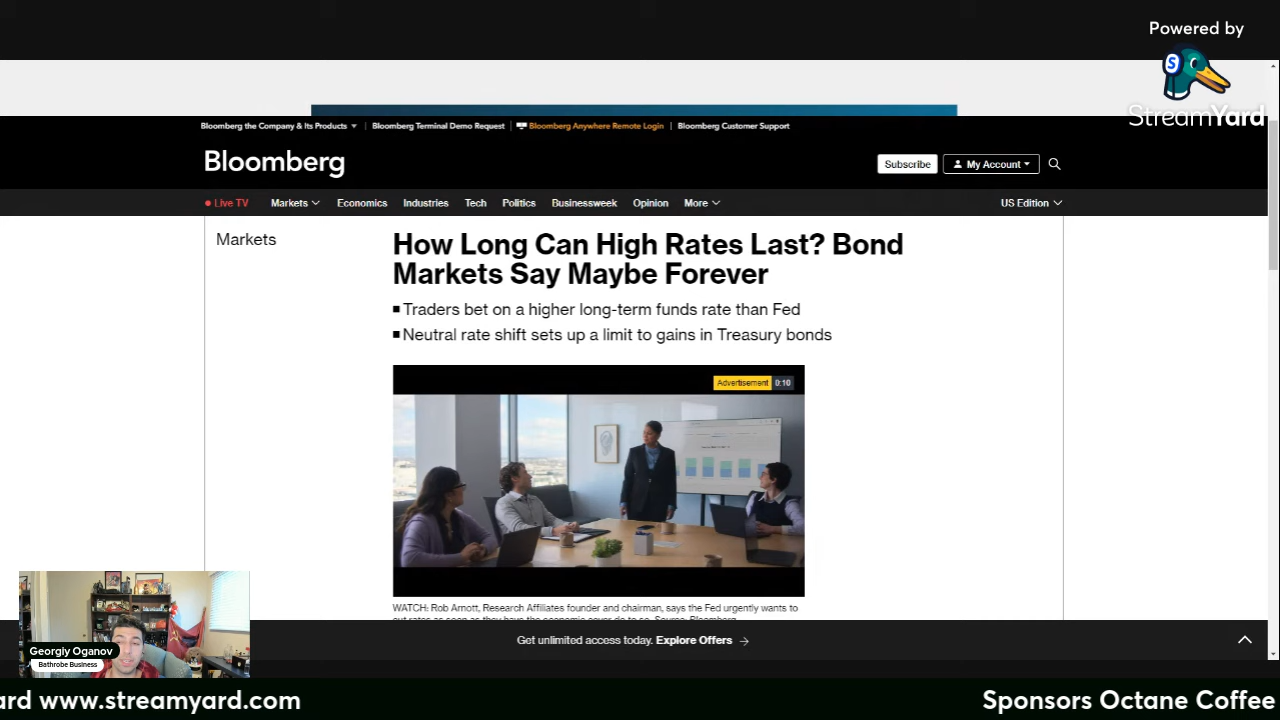 Powered by
StreamYard
Bloomberg the Company & Its Products
Bloomberg Terminal Demo Request
Bloomberg Anywhere Remote Login
Bloomberg Customer Support
Bloomberg
Subscribe
My Account
Live TV
Markets
Economics
Industries
Tech
Politics
Businessweek
Opinion
More
US Edition
Markets
How Long Can High Rates Last? Bond
Markets Say Maybe Forever
Traders bet on a higher long-term funds rate than Fed
Neutral rate shift sets up a limit to gains in Treasury bonds
Advertisement 0:10
WATCH: Rob Arnott, Research Affiliates founder and chairman, says the Fed urgently wants to
Get unlimited access today. Explore Offers
Georgiy Oganov
Bathrobe Business
ard www.streamyard.com
Sponsors Octane Coffee